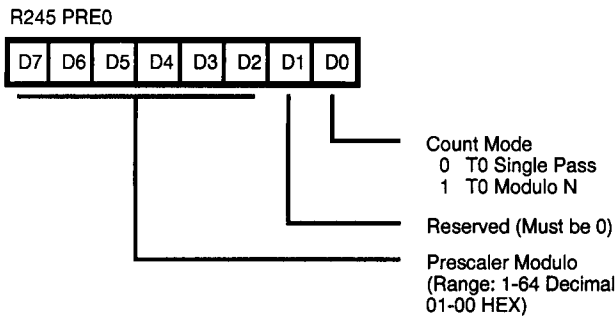 R245 PRE0
D7 D6 D5 D4 D3 D2 D1 D0
Count Mode
0 T0 Single Pass
1 T0 Modulo N
Reserved (Must be 0)
Prescaler Modulo
(Range: 1-64 Decimal
01-00 HEX)